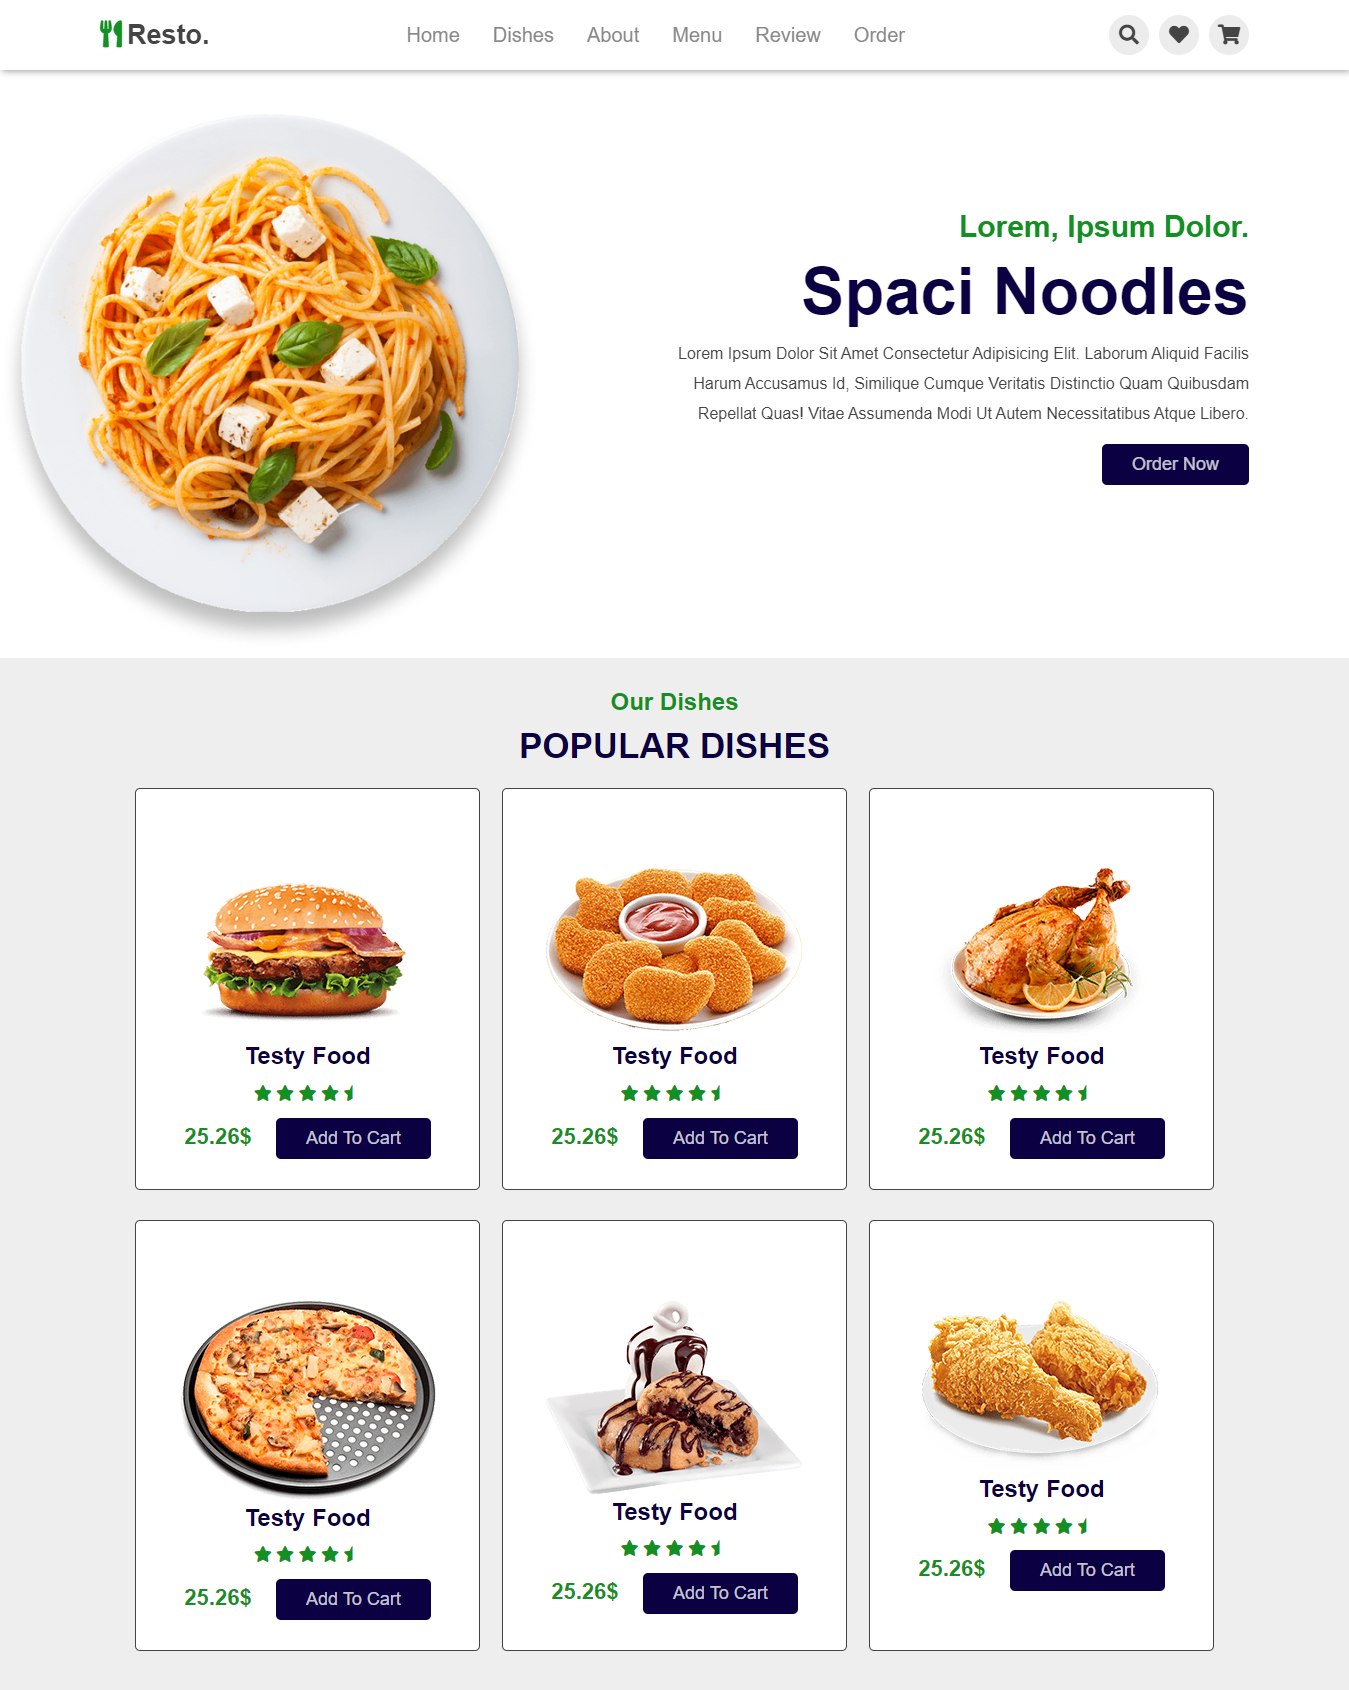 Resto.
Home Dishes About Menu Review Order
Lorem, Ipsum Dolor.
Spaci Noodles
Lorem Ipsum Dolor Sit Amet Consectetur Adipisicing Elit. Laborum Aliquid Facilis
Harum Accusamus Id, Similique Cumque Veritatis Distinctio Quam Quibusdam
Repellat Quas! Vitae Assumenda Modi Ut Autem Necessitatibus Atque Libero.
Order Now
Our Dishes
POPULAR DISHES
Testy Food
25.26$ Add To Cart
Testy Food
25.26$ Add To Cart
Testy Food
25.26$ Add To Cart
Testy Food
25.26$ Add To Cart
Testy Food
25.26$ Add To Cart
Testy Food
25.26$ Add To Cart